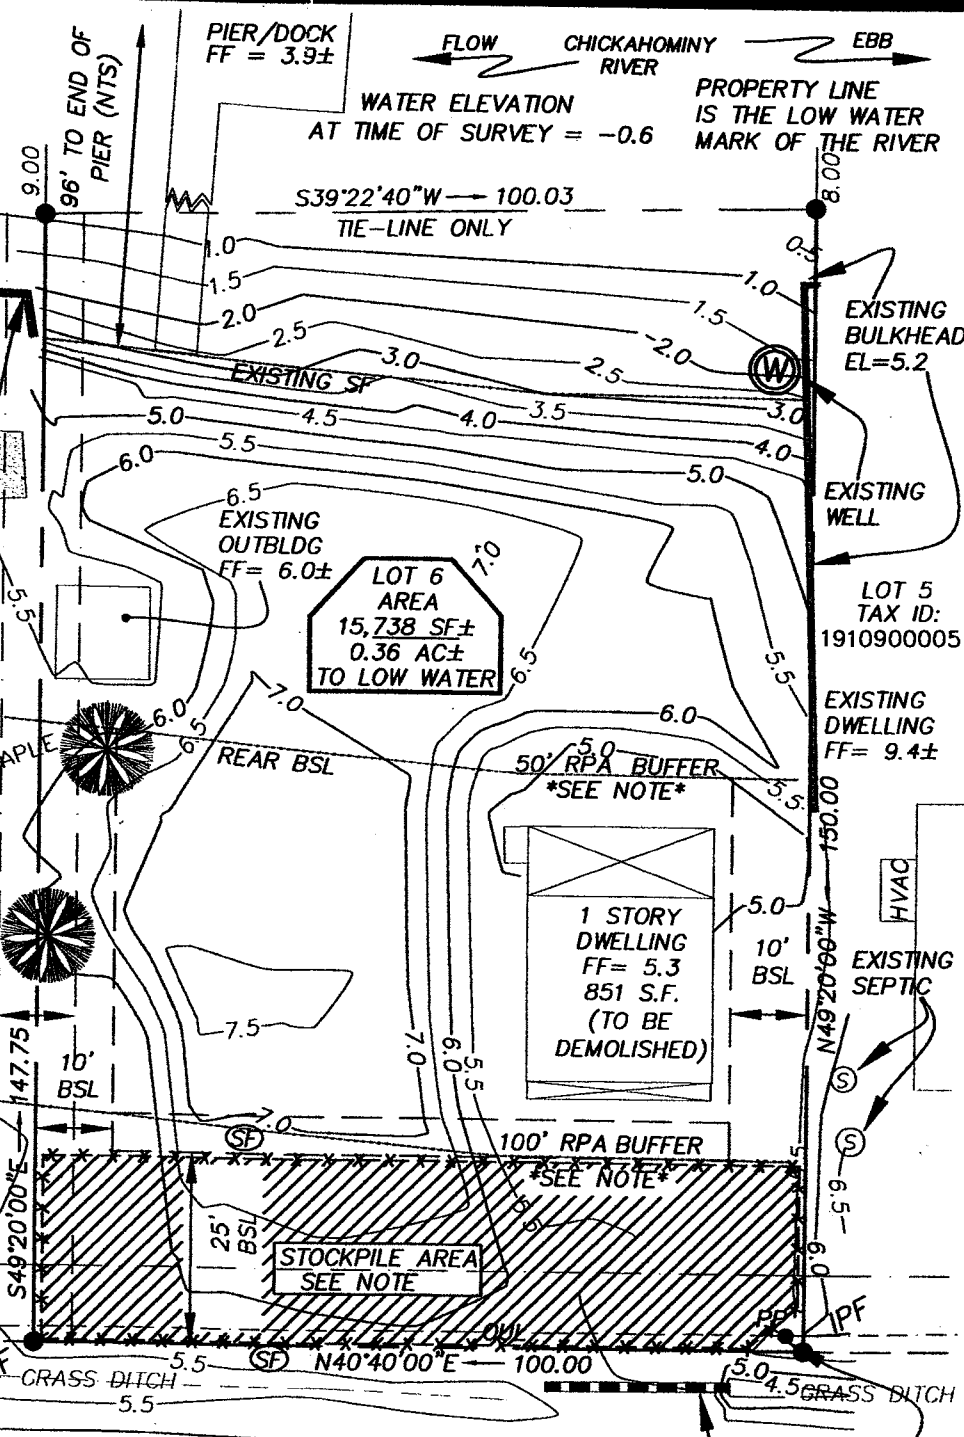 PIER/DOCK
FF = 3.9±
FLOW
CHICKAHOMINY
RIVER
EBB
96' TO END OF
PIER (NTS)
WATER ELEVATION
AT TIME OF SURVEY = -0.6
PROPERTY LINE
IS THE LOW WATER
MARK OF THE RIVER
9.00
8.00
S39°22'40"W 100.03
TIE-LINE ONLY
1.0
0.5
1.5
1.0
2.0
1.5
2.5
-2.0
3.0
2.5
W
EXISTING
BULKHEAD
EL=5.2
EXISTING SF
5.0
4.5
4.0
3.5
3.0
5.5
4.0
6.0
5.0
6.5
EXISTING
WELL
EXISTING
OUTBLDG
FF= 6.0±
7.0
LOT 6
AREA
15,738 SF±
0.36 AC±
TO LOW WATER
5.5
LOT 5
TAX ID:
1910900005
6.5
5.5
7.0
6.0
6.0
6.5
EXISTING
DWELLING
FF= 9.4±
APLE
REAR BSL
5.0
50' RPA BUFFER
*SEE NOTE*
5.5
N49°20'00"W 150.00
HVAC
1 STORY
DWELLING
FF= 5.3
851 S.F.
(TO BE
DEMOLISHED)
5.0
10'
BSL
EXISTING
SEPTIC
7.5
7.0
6.0
5.5
10'
BSL
S49°20'00"E 147.75
S
S
7.0
SF
100' RPA BUFFER
*SEE NOTE*
5.5
6.5
6.0
25'
BSL
STOCKPILE AREA
SEE NOTE
OUL
PP
IPF
5.5
SF
N40°40'00"E 100.00
5.0
4.5
GRASS DITCH
GRASS DITCH
5.5